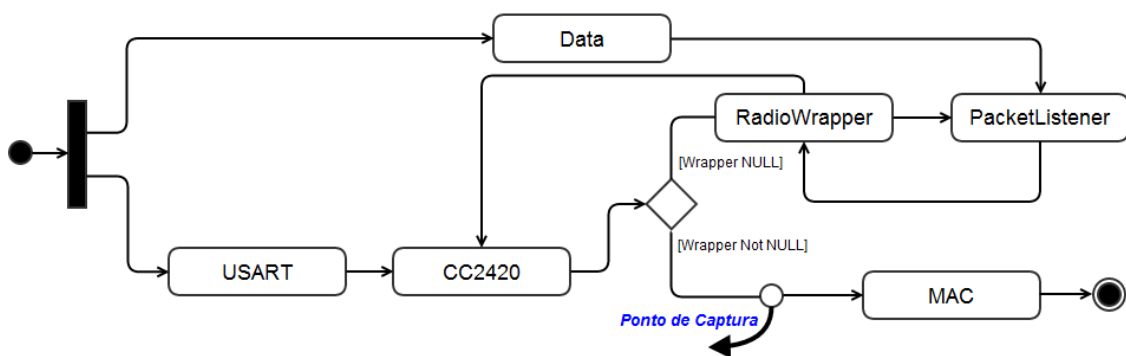 Data
RadioWrapper
PacketListener
[Wrapper NULL]
[Wrapper Not NULL]
USART
CC2420
MAC
Ponto de Captura